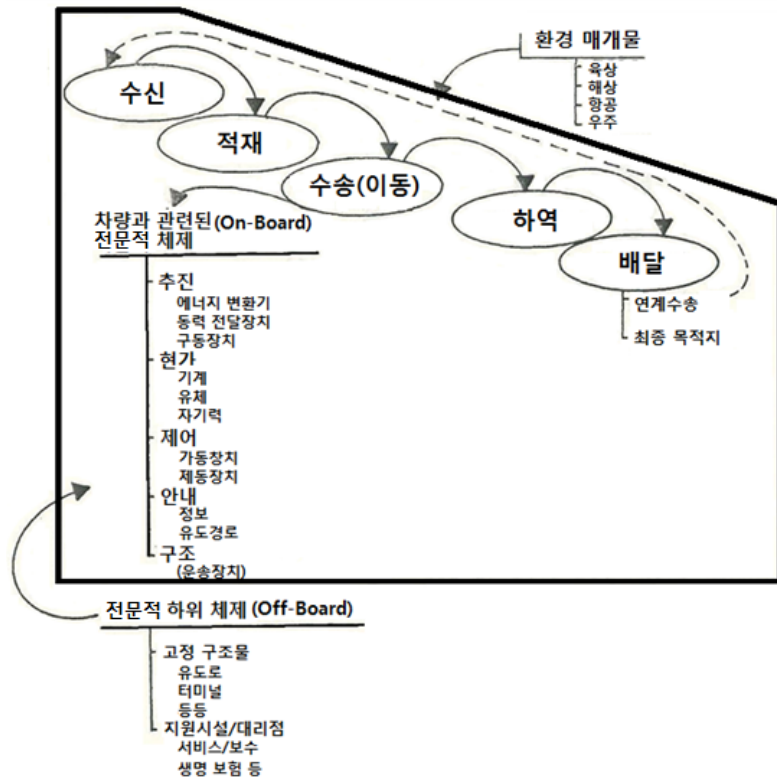 환경 매개물
육상
해상
항공
우주
수신
적재
수송(이동)
하역
배달
연계수송
최종 목적지
차량과 관련된(On-Board)
전문적 체제
추진
에너지 변환기
동력 전달장치
구동장치
현가
기계
유체
자기력
제어
가동창치
제동장치
안내
정보
유도경로
구조
(운송장치)
전문적 하위 체제(Off-Board)
고정 구조물
유도로
터미널
등등
지원시설/대리점
서비스/보수
생명 보험 등